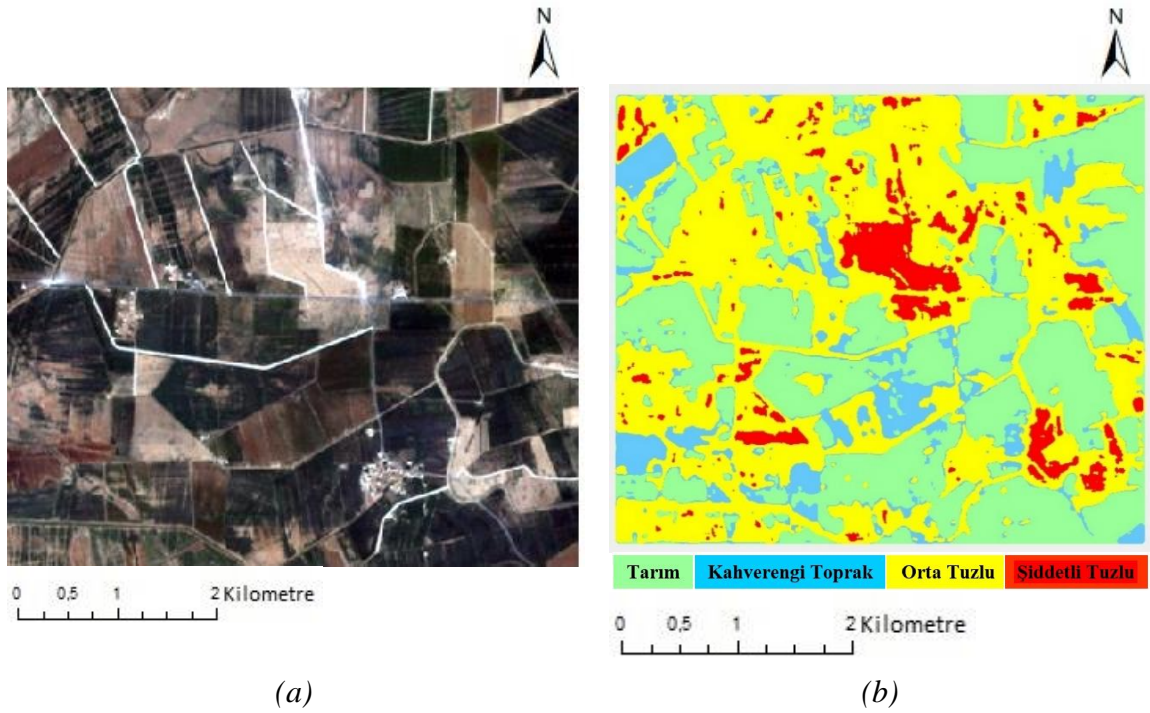 N
N
Tarım Kahverengi Toprak Orta Tuzlu Şiddetli Tuzlu
0 0,5 1 2 Kilometre
0 0,5 1 2 Kilometre
(a)
(b)